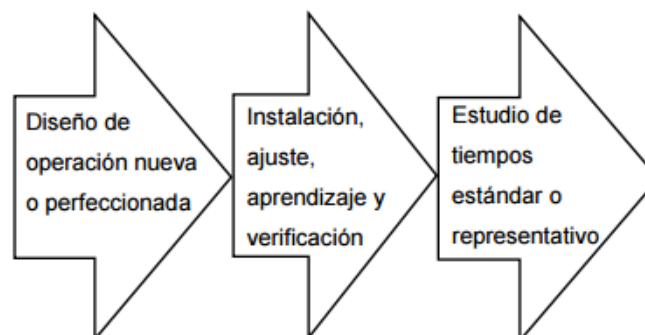 Diseño de
operación nueva
o perfeccionada
Instalación,
ajuste,
aprendizaje y
verificación
Estudio de
tiempos
estándar o
representativo